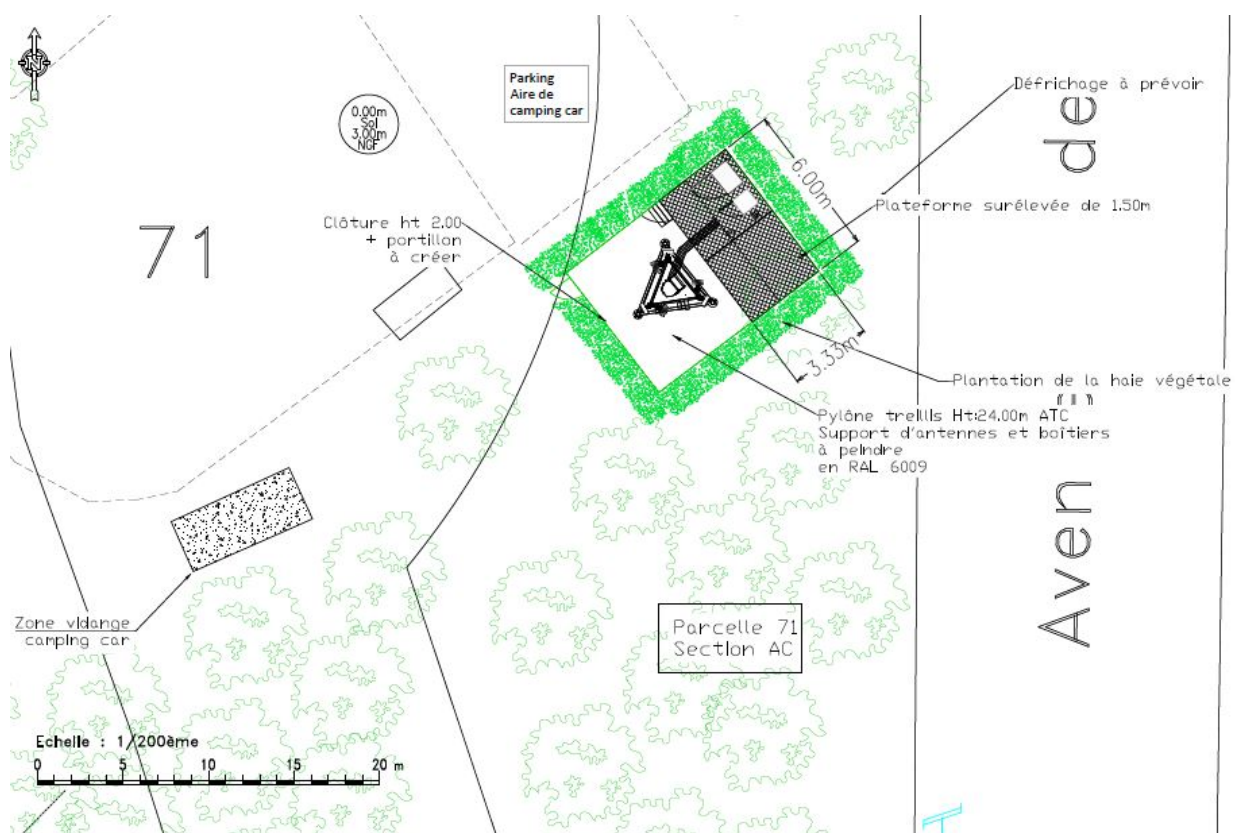 N
Parking
Aire de
camping car
0.00m
Sol
3.00m
NGF
Défrichage à prévoir
de
6.00m
Plateforme surélevée de 1.50m
Clôture ht 2.00
+ portillon
à créer
71
3.33m
Plantation de la haie végétale
Pylône treillis Ht:24.00m ATC
Support d'antennes et boîtiers
à peindre
en RAL 6009
Aven
Zone vidange
camping car
Parcelle 71
Section AC
Echelle : 1/200ème
0 5 10 15 20 m